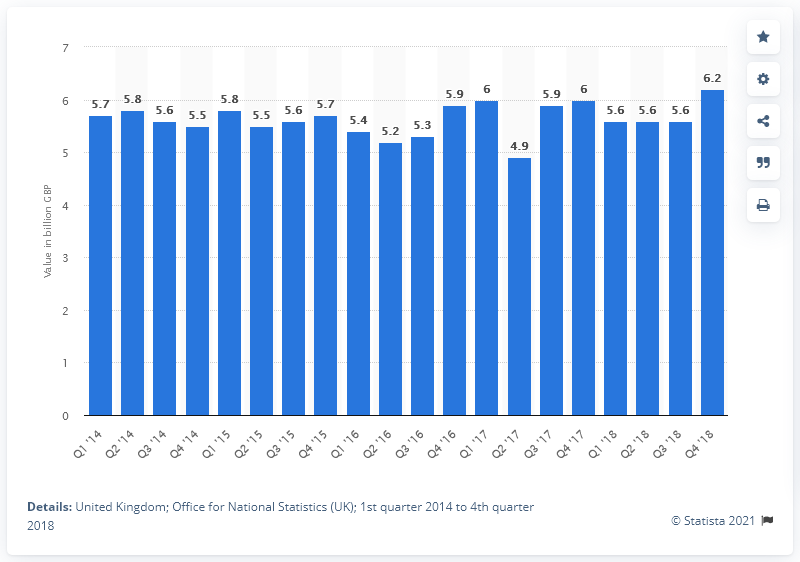 7
6
5
4
3
2
1
0
Value in billion GBP
5.7 5.8 5.6 5.5 5.8 5.5 5.6 5.7 5.4 5.2 5.3 5.9 6 4.9 5.9 6 5.6 5.6 5.6 6.2
Q1 '14 Q2 '14 Q3 '14 Q4 '14 Q1 '15 Q2 '15 Q3 '15 Q4 '15 Q1 '16 Q2 '16 Q3 '16 Q4 '16 Q1 '17 Q2 '17 Q3 '17 Q4 '17 Q1 '18 Q2 '18 Q3 '18 Q4 '18
Details: United Kingdom; Office for National Statistics (UK); 1st quarter 2014 to 4th quarter
2018
© Statista 2021